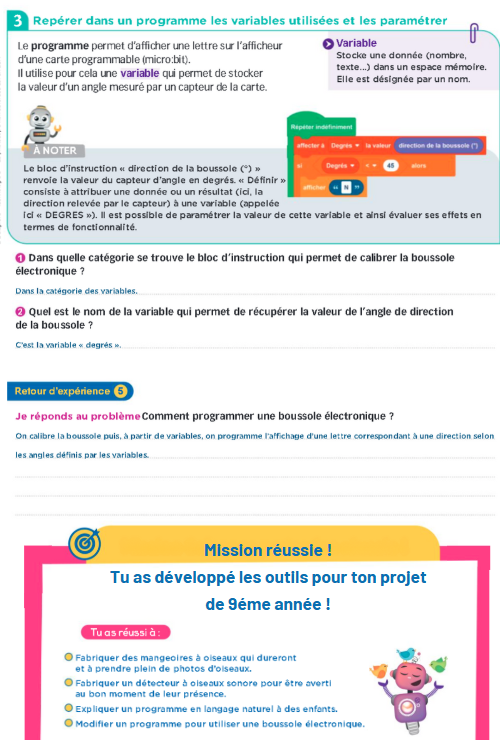 3 Repérer dans un programme les variables utilisées et les paramétrer
Le programme permet d'afficher une lettre sur l'afficheur
d'une carte programmable (micro:bit).
Il utilise pour cela une variable qui permet de stocker
la valeur d'un angle mesuré par un capteur de la carte.
Variable
Stocke une donnée (nombre,
texte...) dans un espace mémoire.
Elle est désignée par un nom.
Répéter indéfiniment
affecter à Degrés la valeur direction de la boussole (°)
si Degrés < 45 alors
afficher " N "
À NOTER
Le bloc d'instruction « direction de la boussole (°) »
renvoie la valeur du capteur d'angle en degrés. « Définir »
consiste à attribuer une donnée ou un résultat (ici, la
direction relevée par le capteur) à une variable (appelée
ici « DEGRES »). Il est possible de paramétrer la valeur de cette variable et ainsi évaluer ses effets en
termes de fonctionnalité.
1 Dans quelle catégorie se trouve le bloc d'instruction qui permet de calibrer la boussole
électronique ?
Dans la catégorie des variables.
2 Quel est le nom de la variable qui permet de récupérer la valeur de l'angle de direction
de la boussole ?
C'est la variable « degrés ».
Retour d'expérience 5
Je réponds au problème Comment programmer une boussole électronique ?
On calibre la boussole puis, à partir de variables, on programme l'affichage d'une lettre correspondant à une direction selon
les angles définis par les variables.
Mission réussie !
Tu as développé les outils pour ton projet
de 9éme année !
Tu as réussi à :
Fabriquer des mangeoires à oiseaux qui dureront
et à prendre plein de photos d'oiseaux.
Fabriquer un détecteur à oiseaux sonore pour être averti
au bon moment de leur présence.
Expliquer un programme en langage naturel à des enfants.
Modifier un programme pour utiliser une boussole électronique.